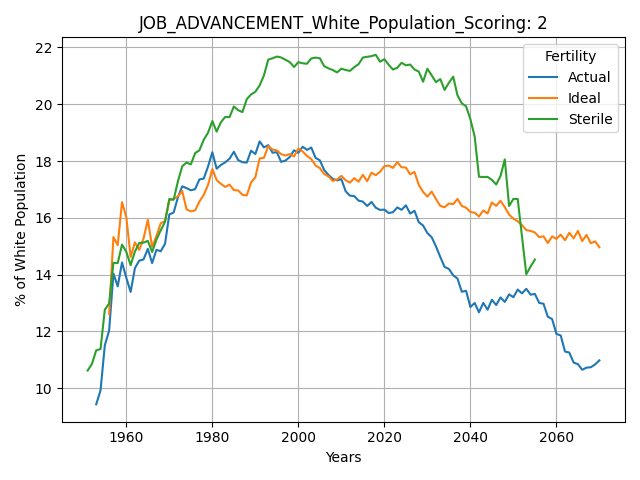 JOB_ADVANCEMENT_White_Population_Scoring: 2
Fertility
Actual
Ideal
Sterile
% of White Population
22
20
18
16
14
12
10
1960 1980 2000 2020 2040 2060
Years